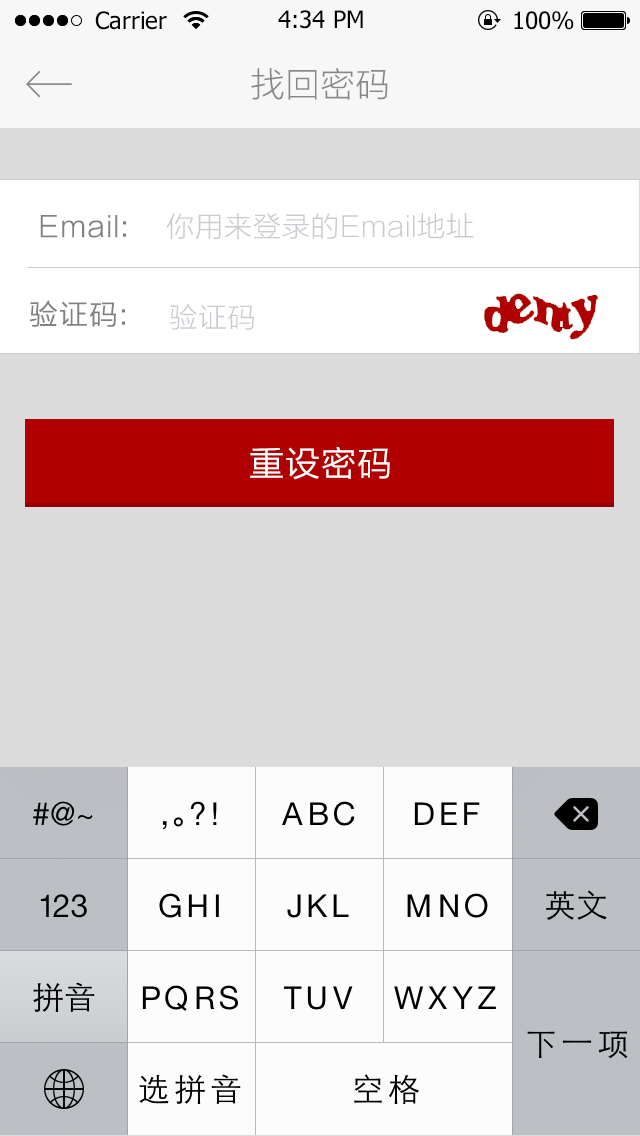 Carrier 4:34 PM 100%
找回密码
Email: 你用来登录的Email地址
验证码: 验证码
重设密码
#@~ ,。?! ABC DEF
123 GHI JKL MNO 英文
拼音 PQRS TUV WXYZ
下一项
选拼音 空格